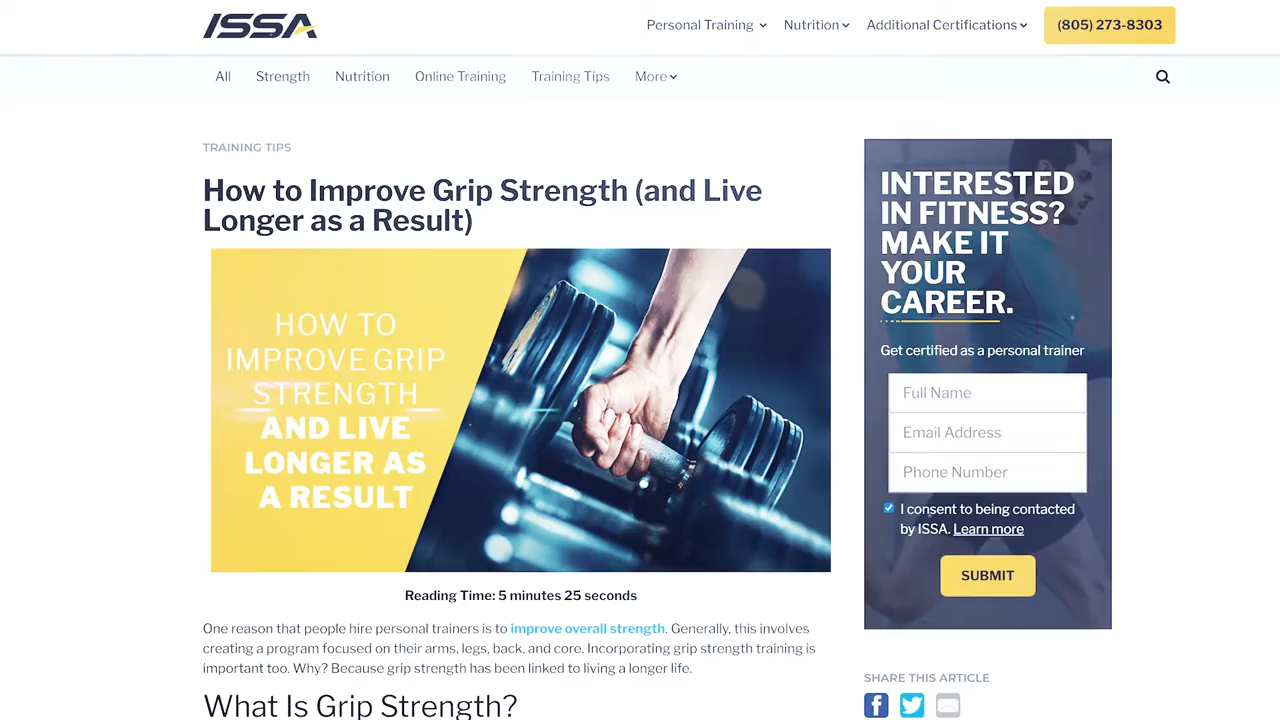 ISSA
Personal Training
Nutrition
Additional Certifications
(805) 273-8303
All
Strength
Nutrition
Online Training
Training Tips
More
TRAINING TIPS
How to Improve Grip Strength (and Live
Longer as a Result)
HOW TO
IMPROVE GRIP
STRENGTH
AND LIVE
LONGER AS
A RESULT
Reading Time: 5 minutes 25 seconds
One reason that people hire personal trainers is to improve overall strength. Generally, this involves
creating a program focused on their arms, legs, back, and core. Incorporating grip strength training is
important too. Why? Because grip strength has been linked to living a longer life.
What Is Grip Strength?
INTERESTED
IN FITNESS?
MAKE IT
YOUR
CAREER.
Get certified as a personal trainer
Full Name
Email Address
Phone Number
I consent to being contacted
by ISSA. Learn more
SUBMIT
SHARE THIS ARTICLE